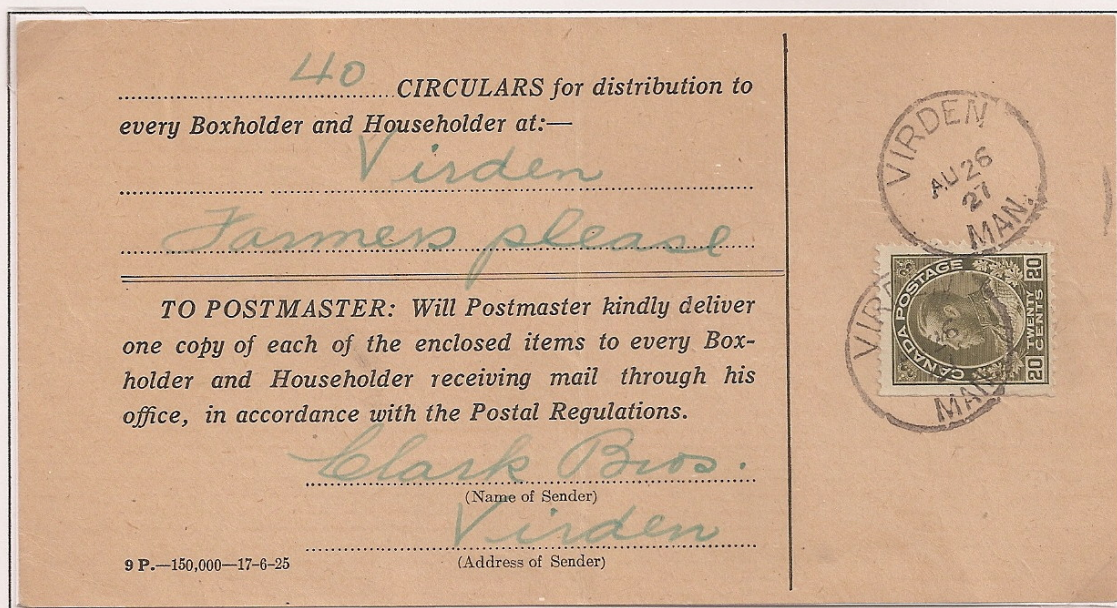 40 CIRCULARS for distribution to
every Boxholder and Householder at:—
Virden
Farmers please
TO POSTMASTER: Will Postmaster kindly deliver
one copy of each of the enclosed items to every Box-
holder and Householder receiving mail through his
office, in accordance with the Postal Regulations.
Clark Bros.
(Name of Sender)
Virden
(Address of Sender)
9 P.—150,000—17-6-25
VIRDEN
AU 26
27
MAN.
CANADA POSTAGE
20 TWENTY CENTS 20
VIRD
MAN